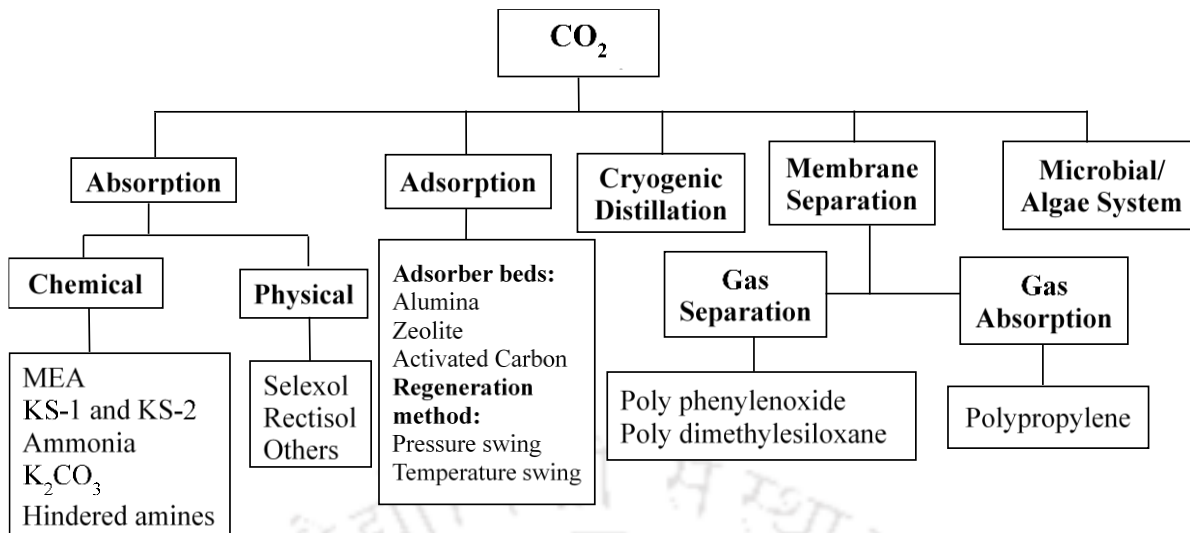 CO2
Absorption
Adsorption
Cryogenic
Distillation
Membrane
Separation
Microbial/
Algae System
Chemical
Physical
Gas
Separation
Gas
Absorption
MEA
KS-1 and KS-2
Ammonia
K2CO3
Hindered amines
Selexol
Rectisol
Others
Adsorber beds:
Alumina
Zeolite
Activated Carbon
Regeneration
method:
Pressure swing
Temperature swing
Poly phenylenoxide
Poly dimethylesiloxane
Polypropylene